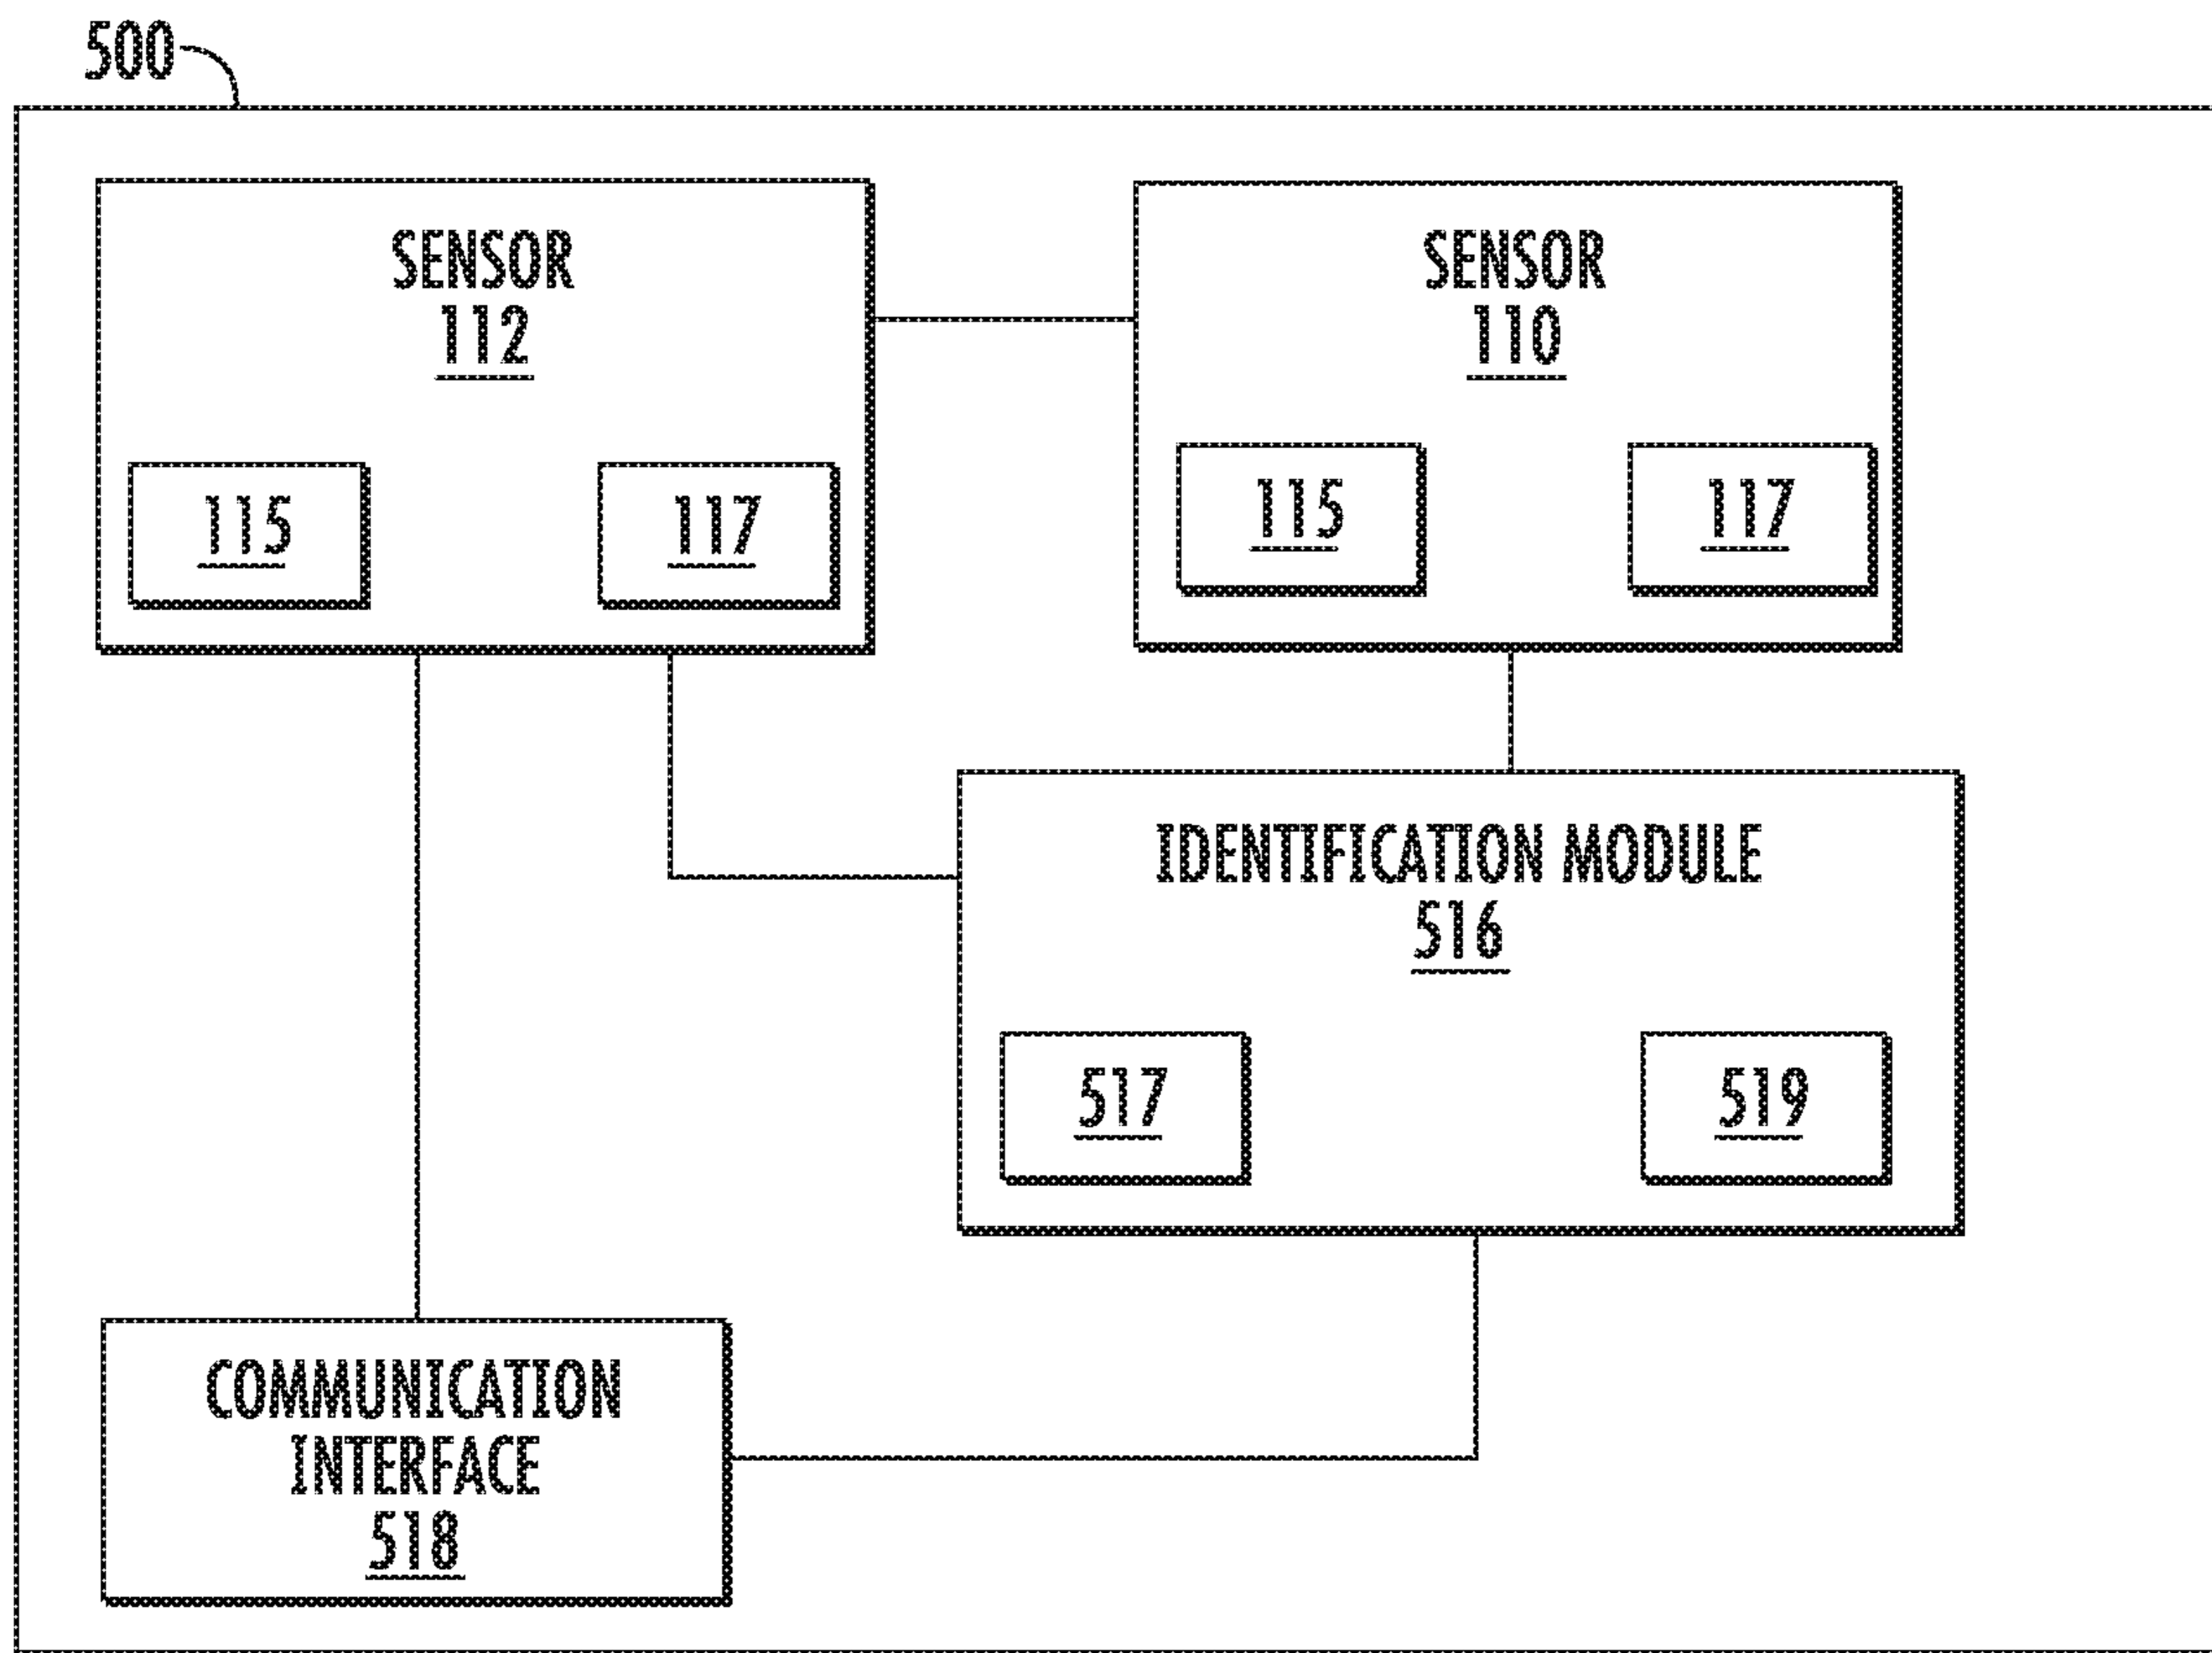 500
SENSOR
112
115
117
SENSOR
110
115
117
IDENTIFICATION MODULE
516
517
519
COMMUNICATION
INTERFACE
518